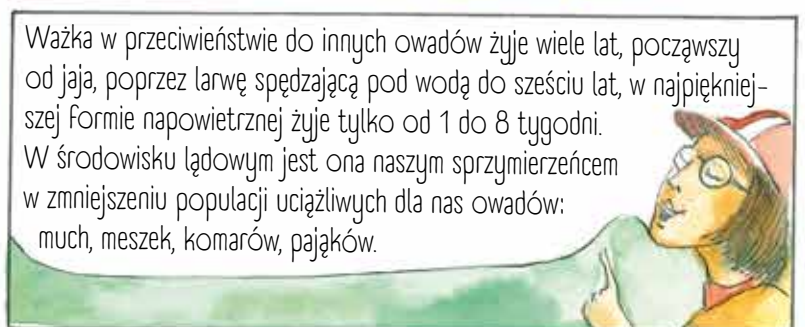 Ważka w przeciwieństwie do innych owadów żyje wiele lat, począwszy
od jaja, poprzez larwę spędzającą pod wodą do sześciu lat, w najpiękniej-
szej formie napowietrznej żyje tylko od 1 do 8 tygodni.
W środowisku lądowym jest ona naszym sprzymierzeńcem
w zmniejszeniu populacji uciążliwych dla nas owadów:
much, meszek, komarów, pająków.